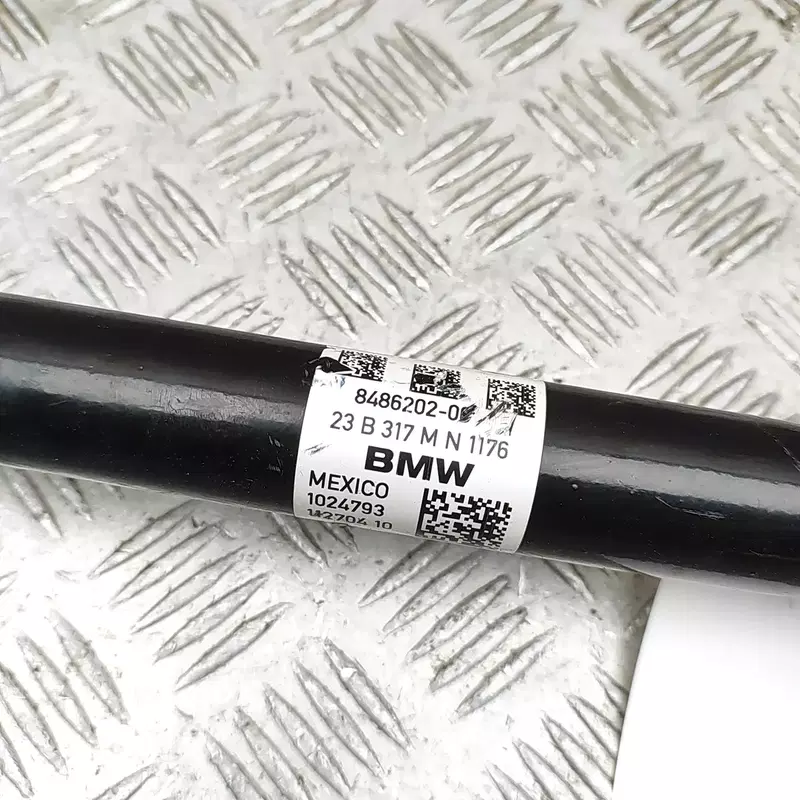 8486202-0
23 B 317 M N 1176
BMW
MEXICO
1024793